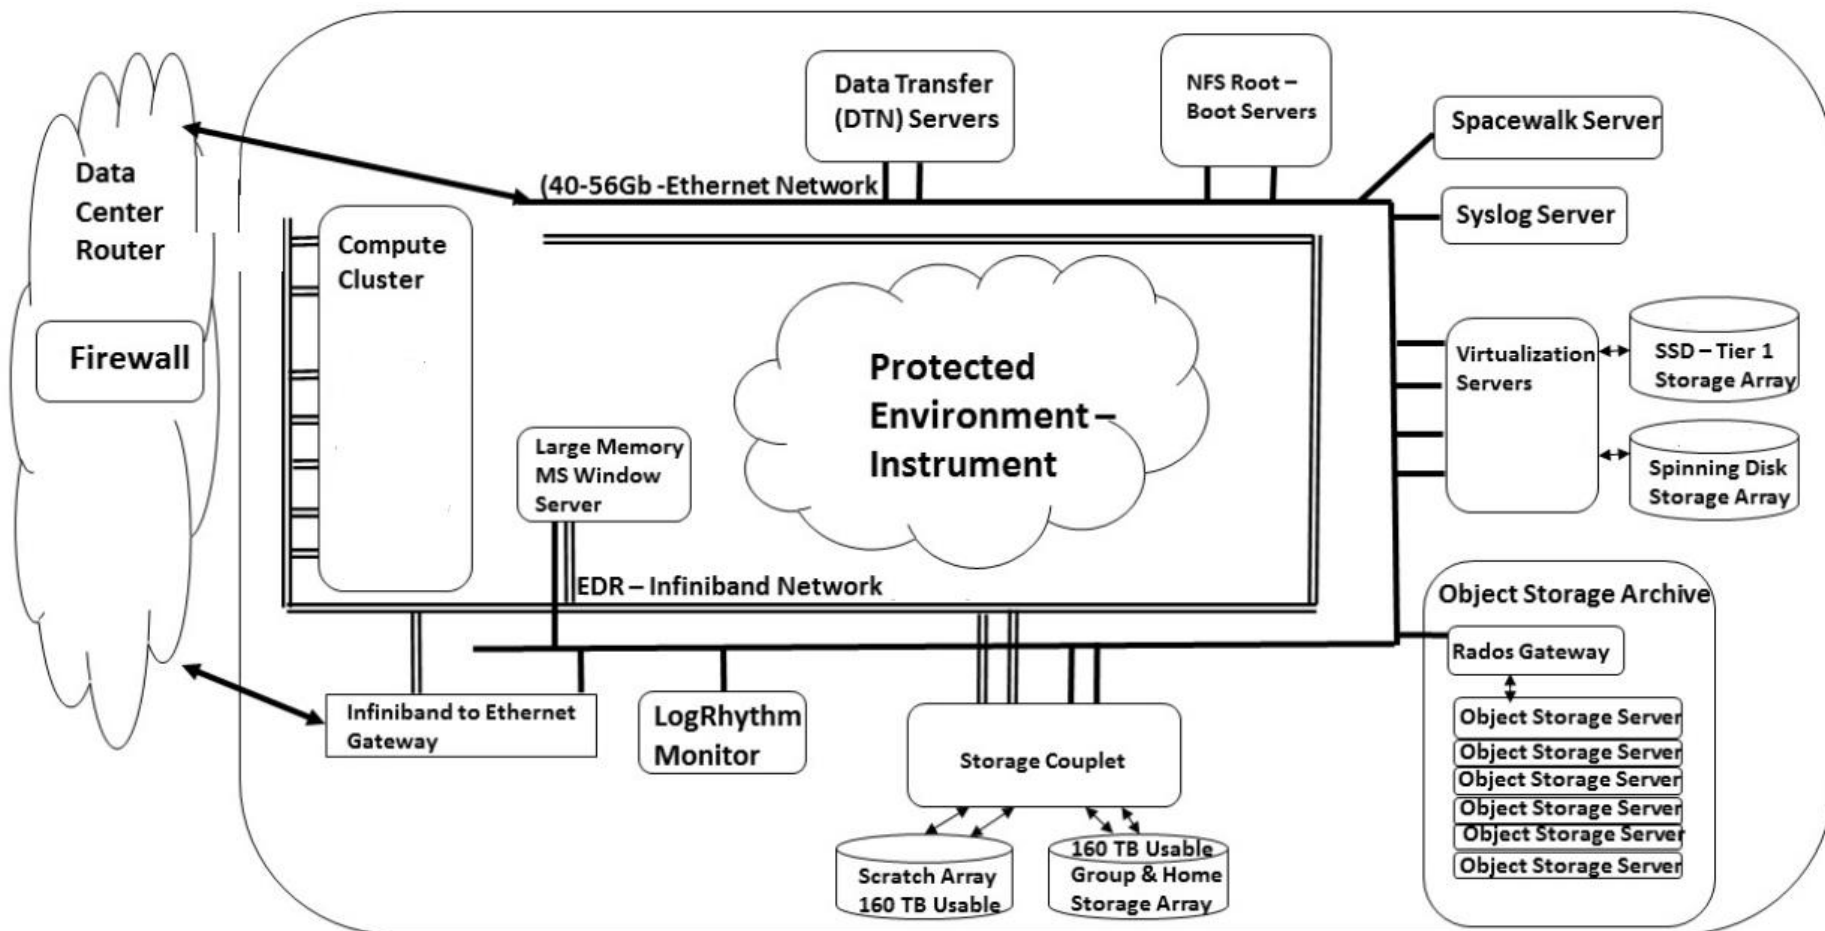 Data Transfer
(DTN) Servers
NFS Root –
Boot Servers
Spacewalk Server
Data
Center
Router
(40-56Gb -Ethernet Network
Syslog Server
Compute
Cluster
Firewall
Protected
Environment –
Instrument
Virtualization
Servers
SSD – Tier 1
Storage Array
Large Memory
MS Window
Server
Spinning Disk
Storage Array
EDR – Infiniband Network
Object Storage Archive
Rados Gateway
Infiniband to Ethernet
Gateway
LogRhythm
Monitor
Storage Couplet
Object Storage Server
Object Storage Server
Object Storage Server
Object Storage Server
Object Storage Server
Object Storage Server
Scratch Array
160 TB Usable
160 TB Usable
Group & Home
Storage Array